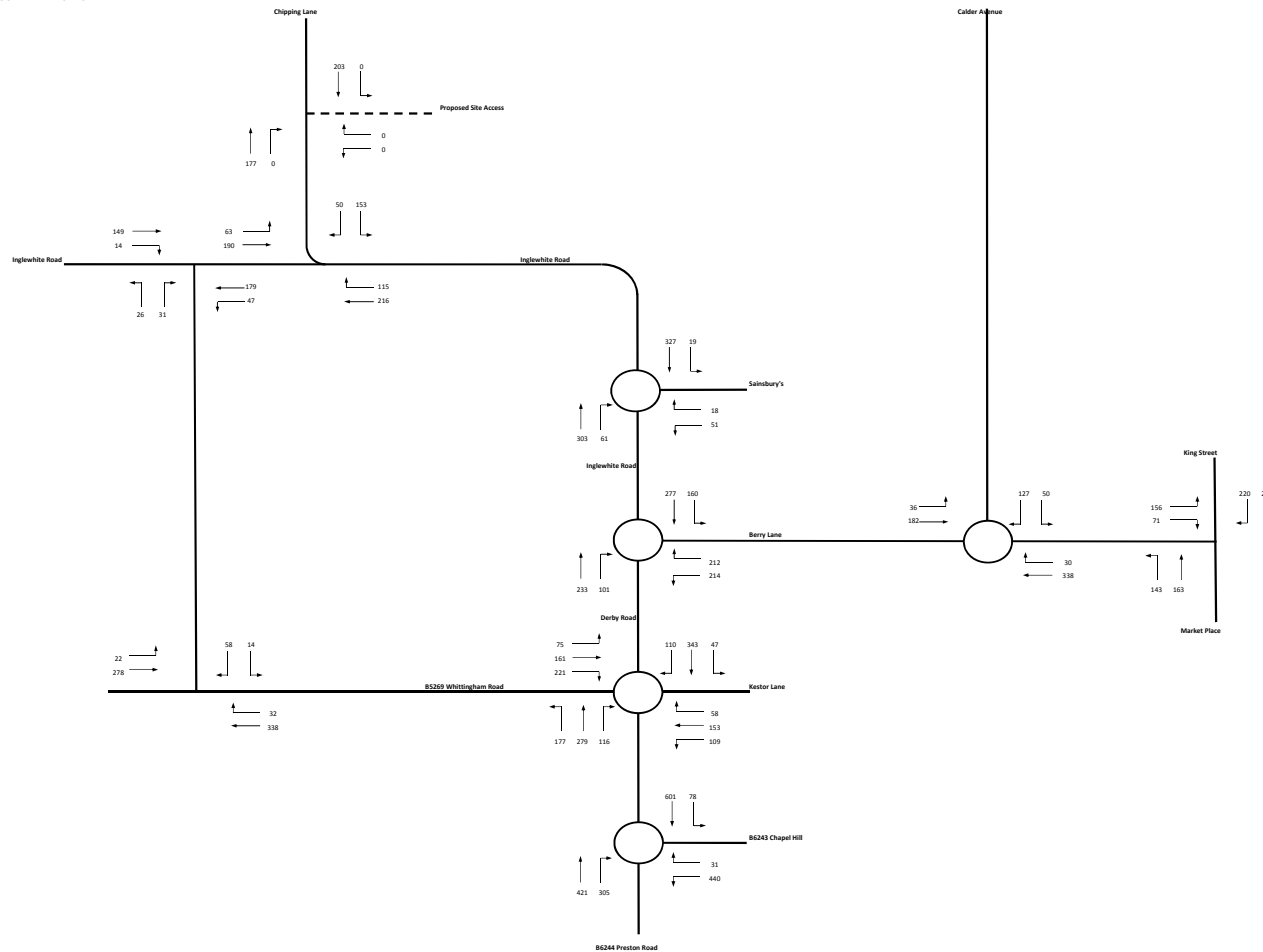 Chipping Lane
Calder Avenue
203 0
Proposed Site Access
0
0
177 0
50 153
149
14
63
190
Inglewhite Road
Inglewhite Road
179
47
115
216
26 31
327 19
Sainsbury's
18
51
303 61
King Street
Inglewhite Road
277 160
36
182
127 50
156
71
220
Berry Lane
212
214
30
338
233 101
143 163
Derby Road
Market Place
75
161
221
110 343 47
22
278
58 14
B5269 Whittingham Road
Kestor Lane
32
338
58
153
109
177 279 116
601 78
B6243 Chapel Hill
31
440
421 305
B6244 Preston Road